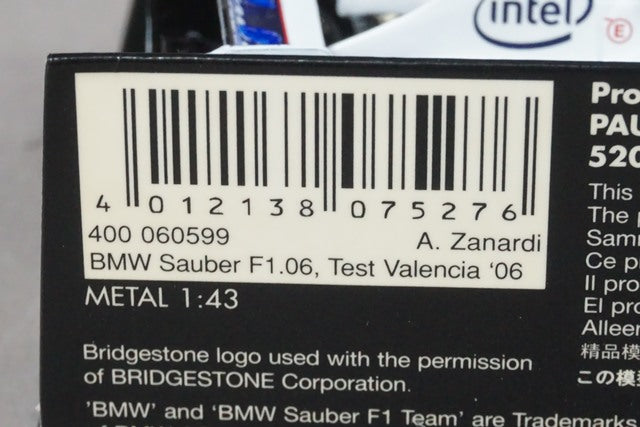 intel
E
4 012138 075276
400 060599 A. Zanardi
BMW Sauber F1.06, Test Valencia '06
METAL 1:43
Bridgestone logo used with the permission
of BRIDGESTONE Corporation.
'BMW' and 'BMW Sauber F1 Team' are Trademarks
Pro
PAU
520
This
The
Sam
Ce p
Il pro
El pro
Alleen
精品模
この模